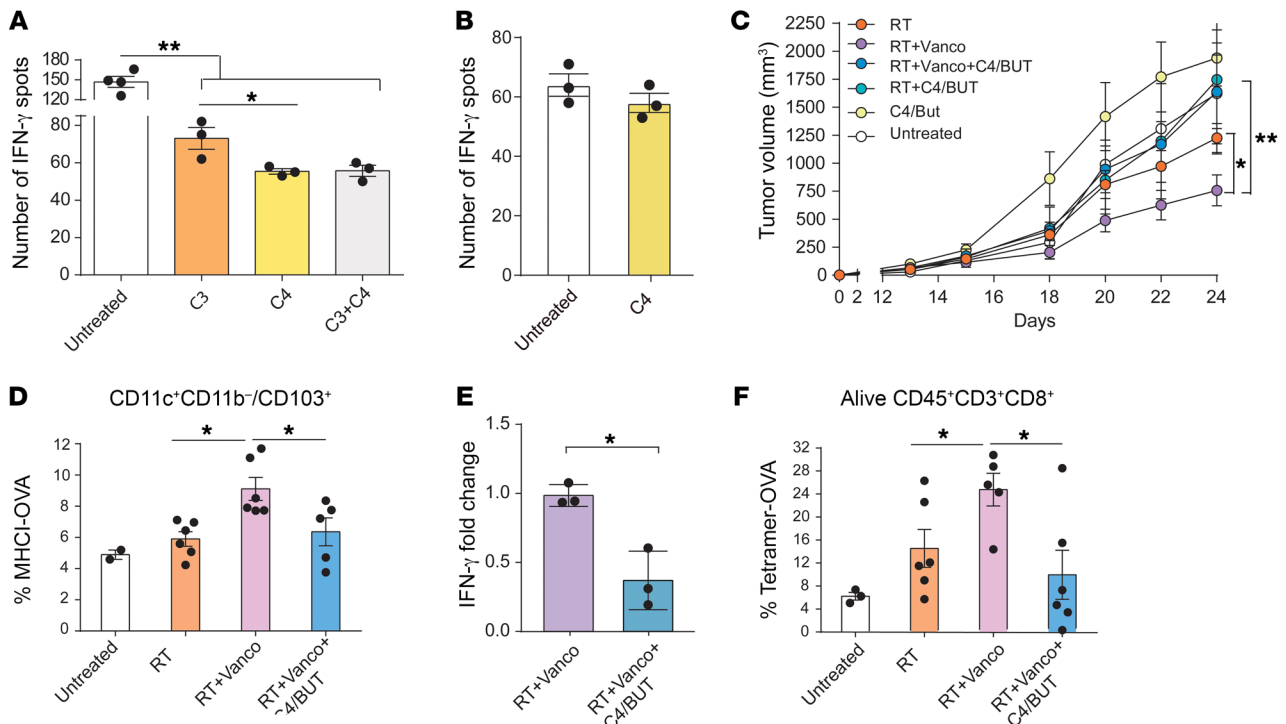 A
**
*
Number of IFN-γ spots
180
150
120
80
60
40
20
0
Untreated
C3
C4
C3+C4
B
Number of IFN-γ spots
80
60
40
20
0
Untreated
C4
C
Tumor volume (mm³)
2250
2000
1750
1500
1250
1000
750
500
250
0
RT
RT+Vanco
RT+Vanco+C4/BUT
RT+C4/BUT
C4/But
Untreated
*
**
0 2 12 14 16 18 20 22 24
Days
D
CD11c⁺CD11b⁻/CD103⁺
* *
% MHCI-OVA
12
10
8
6
4
2
0
Untreated
RT
RT+Vanco
RT+Vanco+
C4/BUT
E
*
IFN-γ fold change
1.5
1.0
0.5
0.0
RT+Vanco
RT+Vanco+
C4/BUT
F
Alive CD45⁺CD3⁺CD8⁺
* *
% Tetramer-OVA
32
28
24
20
16
12
8
4
0
Untreated
RT
RT+Vanco
RT+Vanco+
C4/BUT